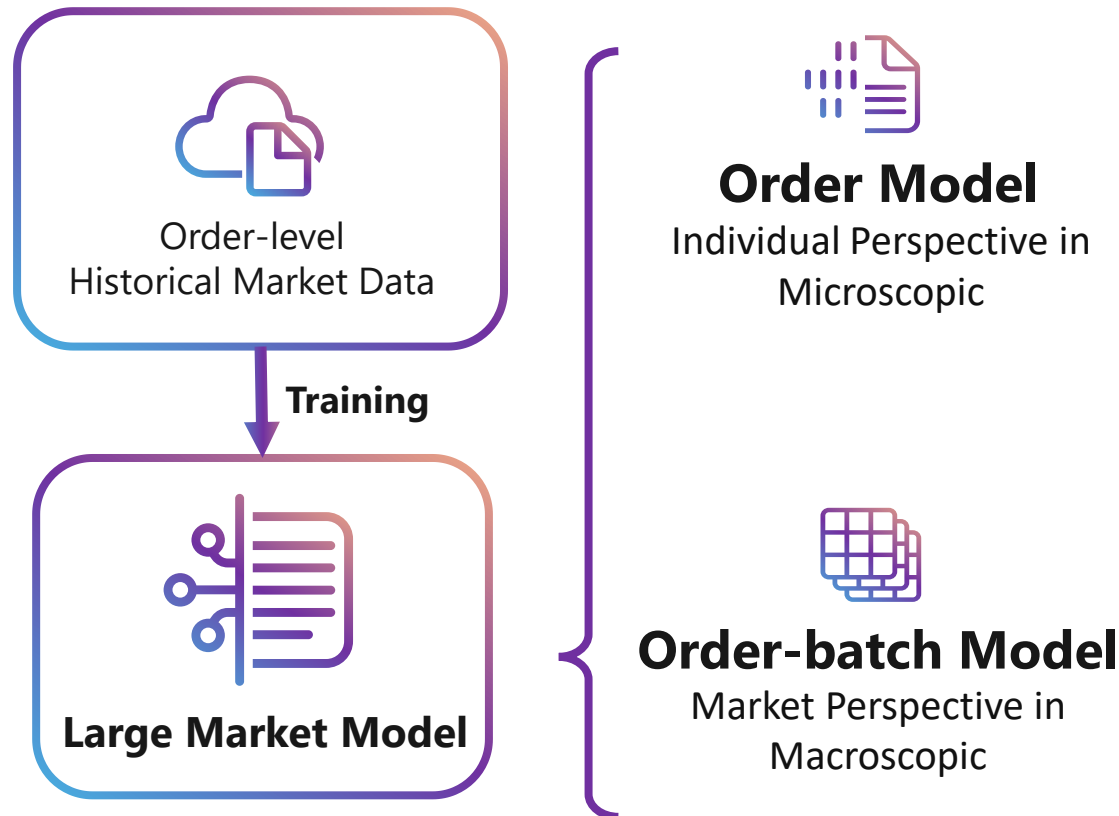 Order-level
Historical Market Data
Training
Large Market Model
Order Model
Individual Perspective in
Microscopic
Order-batch Model
Market Perspective in
Macroscopic